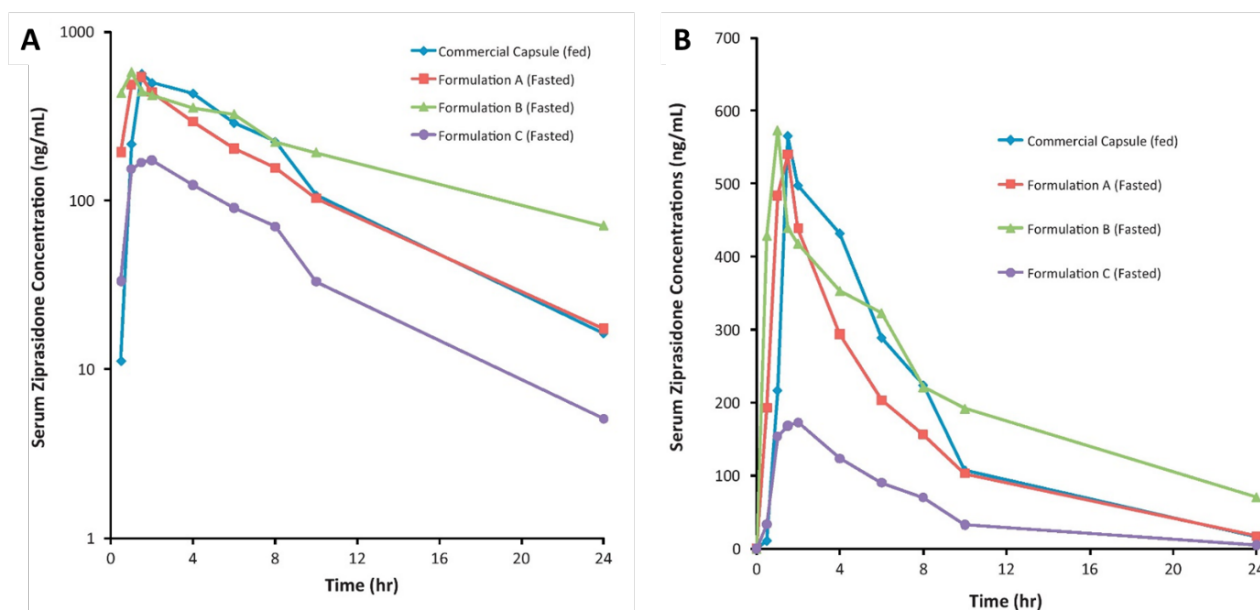 A
Serum Ziprasidone Concentration (ng/mL)
1000
100
10
1
0
4
8
12
16
20
24
Time (hr)
Commercial Capsule (fed)
Formulation A (Fasted)
Formulation B (Fasted)
Formulation C (Fasted)
B
Serum Ziprasidone Concentrations (ng/mL)
700
600
500
400
300
200
100
0
0
4
8
12
16
20
24
Time (hr)
Commercial Capsule (fed)
Formulation A (Fasted)
Formulation B (Fasted)
Formulation C (Fasted)